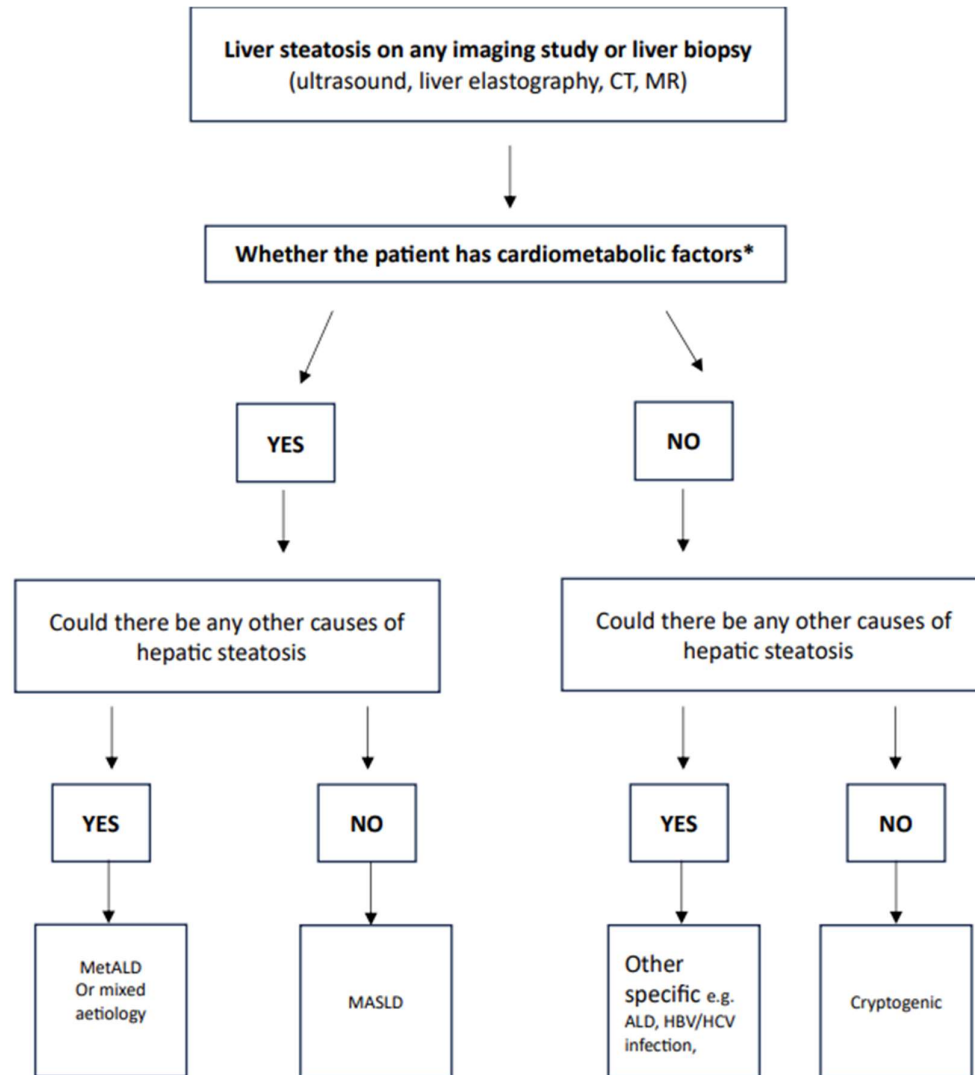 Liver steatosis on any imaging study or liver biopsy
(ultrasound, liver elastography, CT, MR)
Whether the patient has cardiometabolic factors*
YES
NO
Could there be any other causes of
hepatic steatosis
Could there be any other causes of
hepatic steatosis
YES
NO
YES
NO
MetALD
Or mixed
aetiology
MASLD
Other
specific e.g.
ALD, HBV/HCV
infection,
Cryptogenic